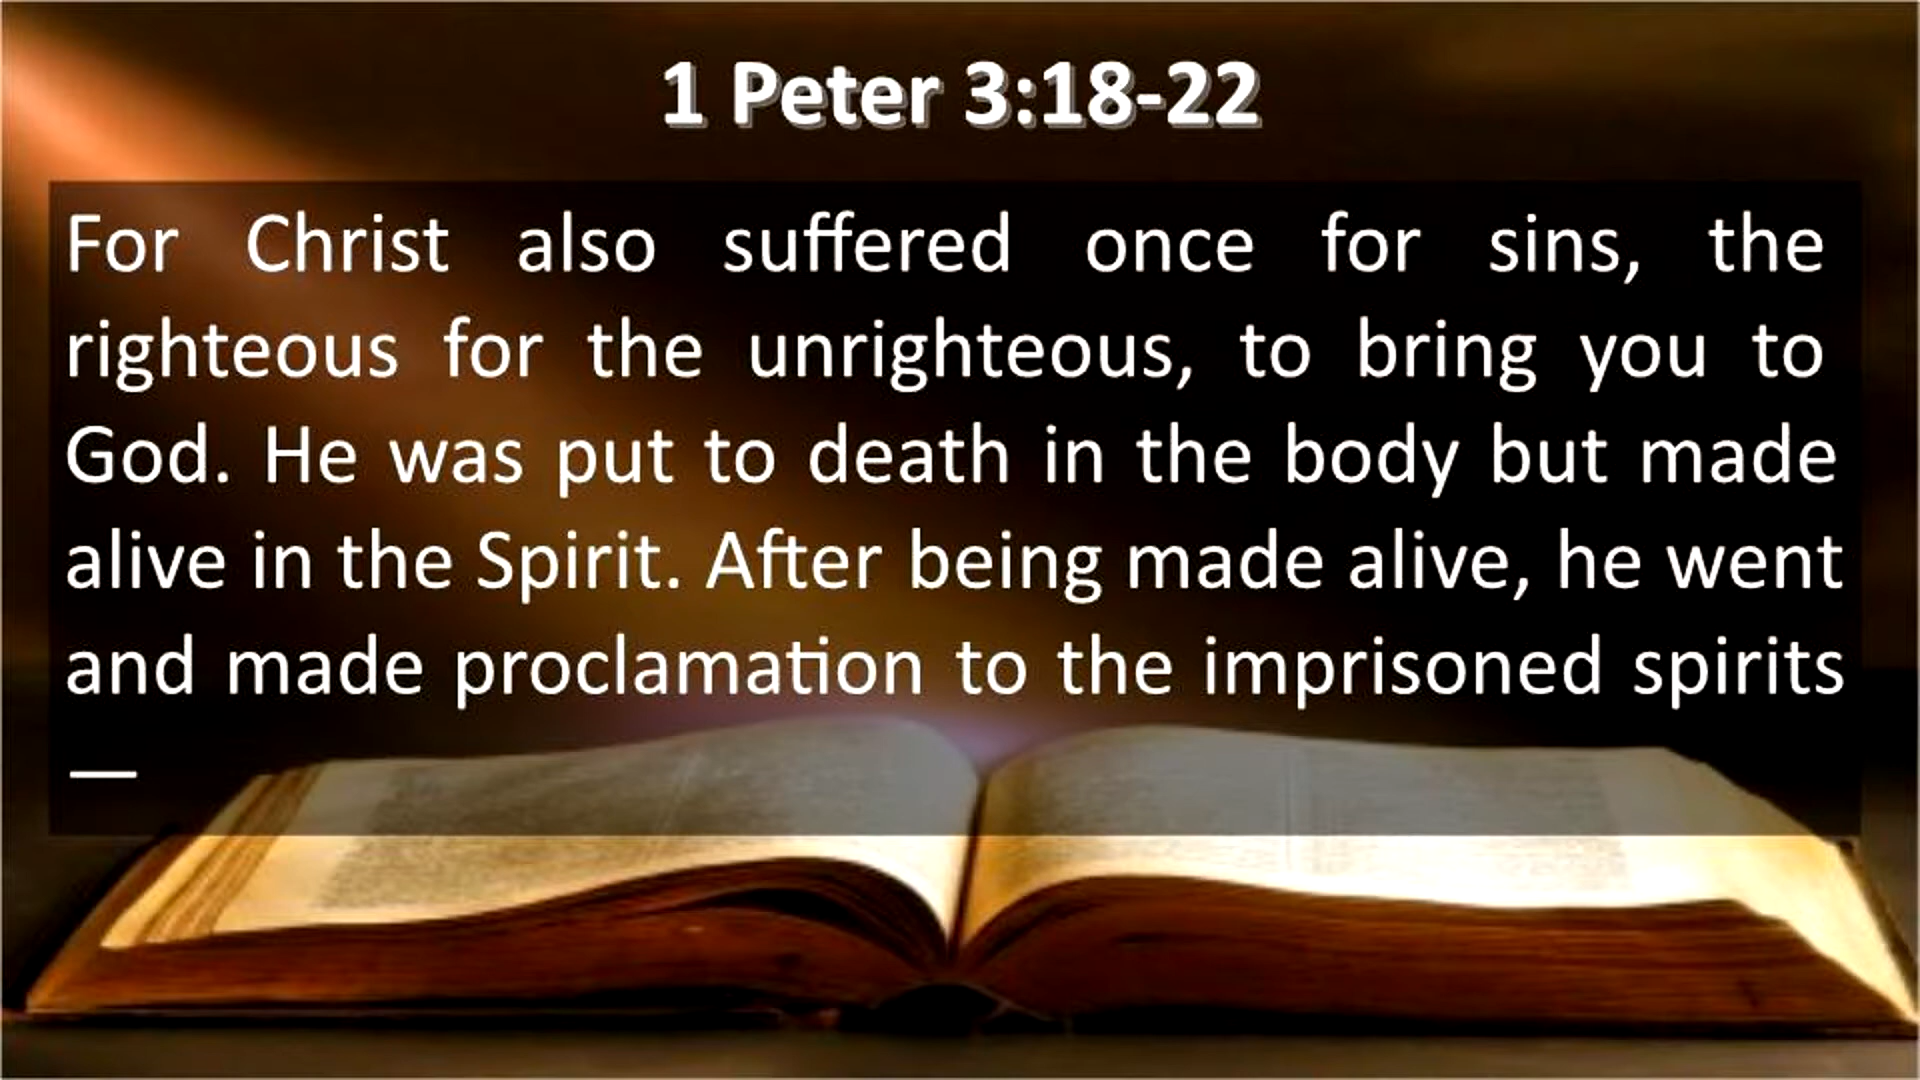 1 Peter 3:18-22
For Christ also suffered once for sins, the
righteous for the unrighteous, to bring you to
God. He was put to death in the body but made
alive in the Spirit. After being made alive, he went
and made proclamation to the imprisoned spirits
—